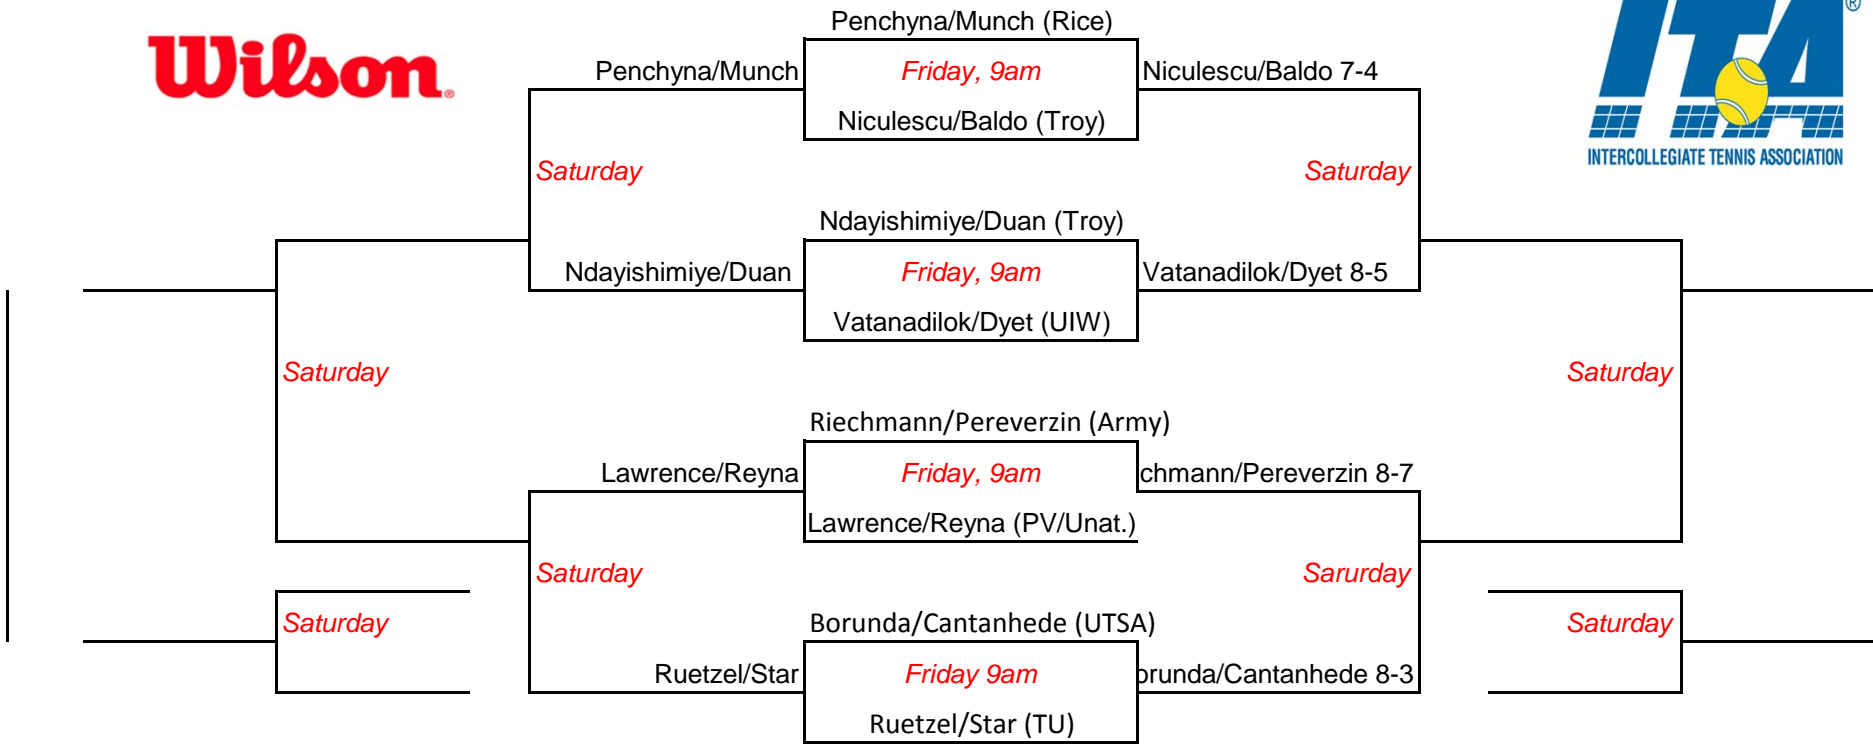 Penchyna/Munch (Rice)
Wilson.
ITA®
Penchyna/Munch
Friday, 9am
Niculescu/Baldo 7-4
Niculescu/Baldo (Troy)
INTERCOLLEGIATE TENNIS ASSOCIATION
Saturday
Saturday
Ndayishimiye/Duan (Troy)
Ndayishimiye/Duan
Friday, 9am
Vatanadilok/Dyet 8-5
Vatanadilok/Dyet (UIW)
Saturday
Saturday
Riechmann/Pereverzin (Army)
Lawrence/Reyna
Friday, 9am
chmann/Pereverzin 8-7
Lawrence/Reyna (PV/Unat.)
Saturday
Sarurday
Saturday
Borunda/Cantanhede (UTSA)
Saturday
Ruetzel/Star
Friday 9am
orunda/Cantanhede 8-3
Ruetzel/Star (TU)